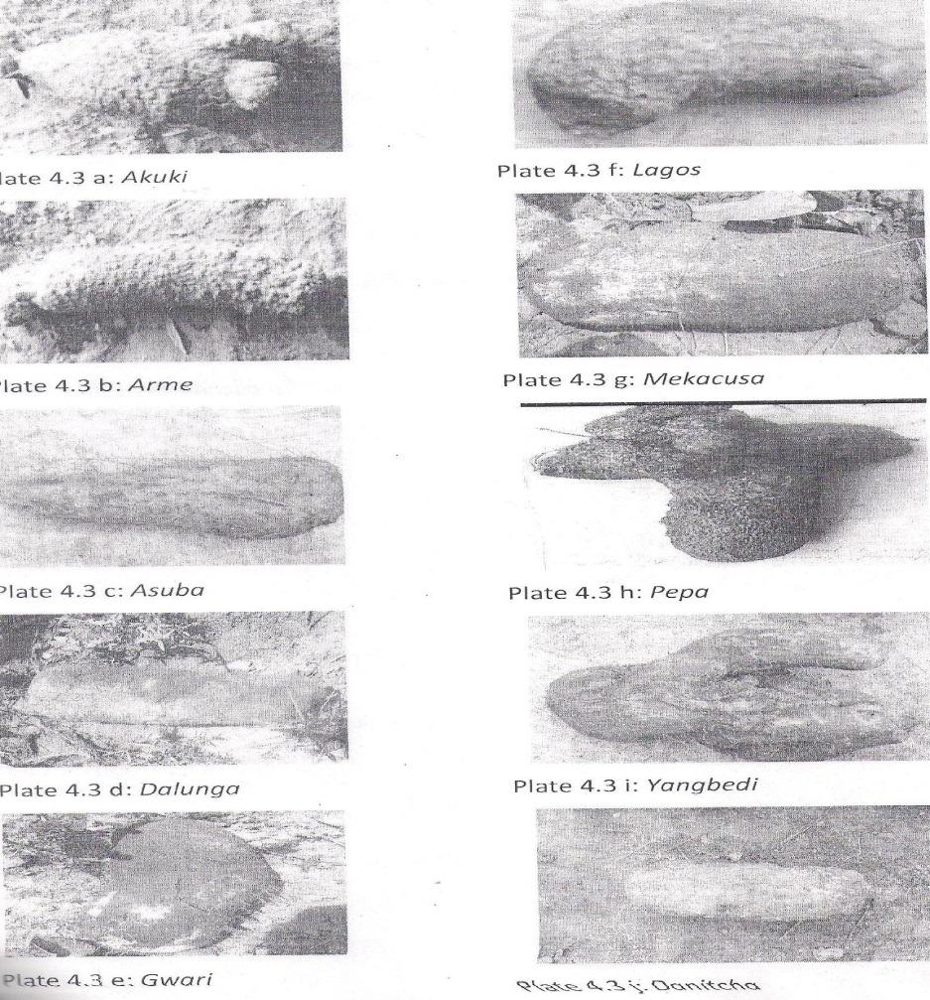 late 4.3 a: Akuki
Plate 4.3 b: Arme
Plate 4.3 c: Asuba
Plate 4.3 d: Dalunga
Plate 4.3 e: Gwari
Plate 4.3 f: Lagos
Plate 4.3 g: Mekacusa
Plate 4.3 h: Pepa
Plate 4.3 i: Yangbedi
Plate 4.3 j: